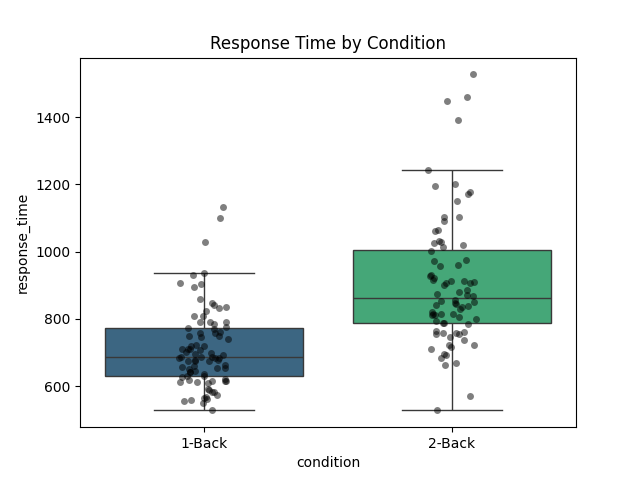 Response Time by Condition
1400
1200
1000
800
600
response_time
1-Back
2-Back
condition